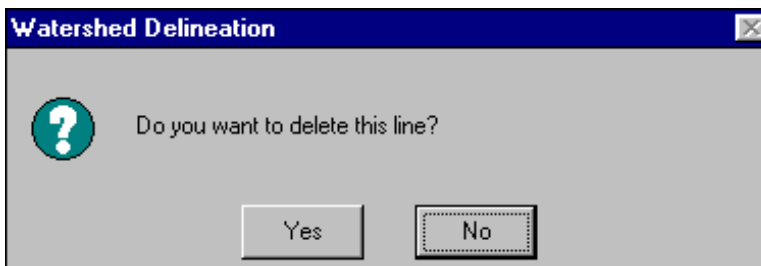 Watershed Delineation
Do you want to delete this line?
Yes
No